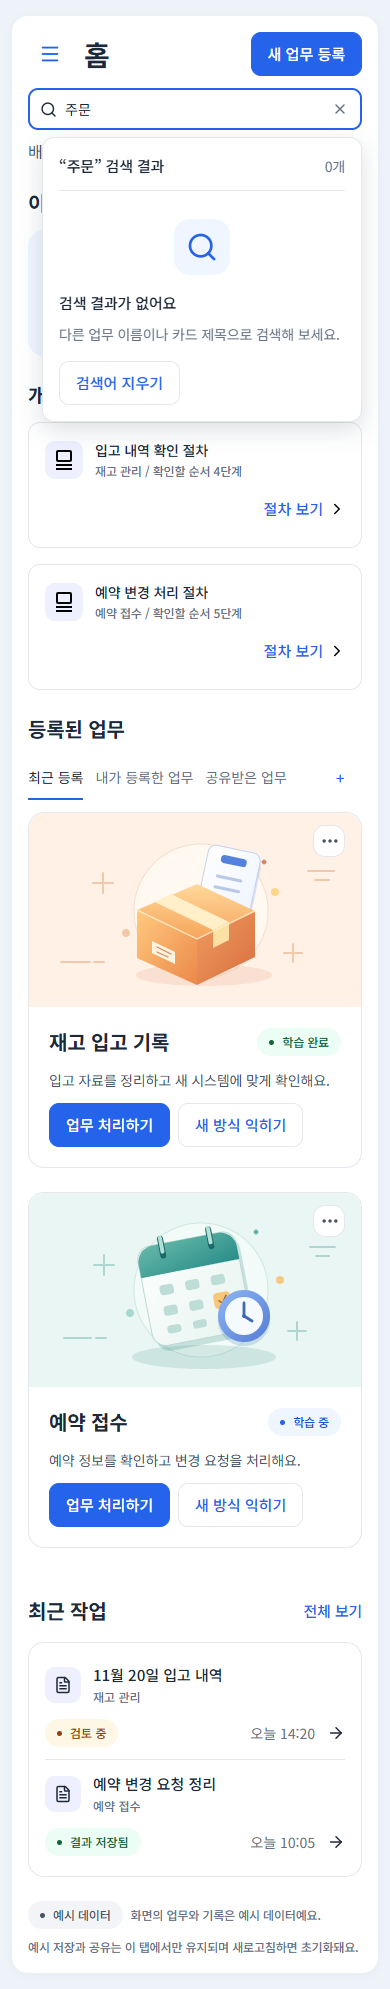 홈
새 업무 등록
주문
배
“주문” 검색 결과
0개
이
검색 결과가 없어요
다른 업무 이름이나 카드 제목으로 검색해 보세요.
검색어 지우기
개
입고 내역 확인 절차
재고 관리 / 확인할 순서 4단계
절차 보기
예약 변경 처리 절차
예약 접수 / 확인할 순서 5단계
절차 보기
등록된 업무
최근 등록 내가 등록한 업무 공유받은 업무 +
재고 입고 기록
학습 완료
입고 자료를 정리하고 새 시스템에 맞게 확인해요.
업무 처리하기 새 방식 익히기
예약 접수
학습 중
예약 정보를 확인하고 변경 요청을 처리해요.
업무 처리하기 새 방식 익히기
최근 작업
전체 보기
11월 20일 입고 내역
재고 관리
검토 중
오늘 14:20
예약 변경 요청 정리
예약 접수
결과 저장됨
오늘 10:05
예시 데이터 화면의 업무와 기록은 예시 데이터예요.
예시 저장과 공유는 이 탭에서만 유지되며 새로고침하면 초기화돼요.